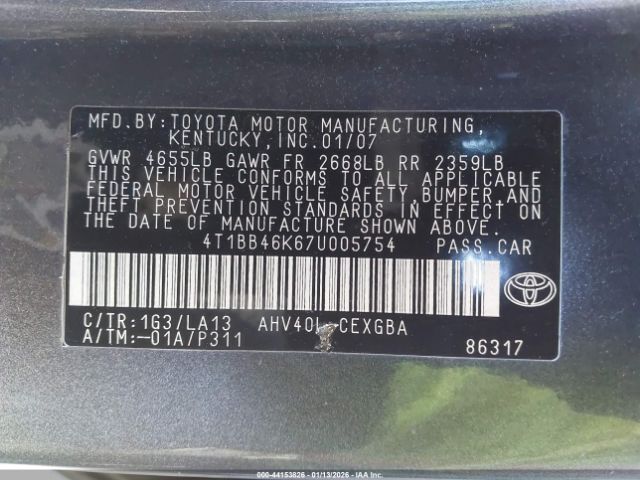 MFD.BY:TOYOTA MOTOR MANUFACTURING,
KENTUCKY,INC.01/07
GVWR 4655LB GAWR FR 2668LB RR 2359LB
THIS VEHICLE CONFORMS TO ALL APPLICABLE
FEDERAL MOTOR VEHICLE SAFETY,BUMPER,AND
THEFT PREVENTION STANDARDS IN EFFECT ON
THE DATE OF MANUFACTURE SHOWN ABOVE.
4T1BB46K67U005754 PASS.CAR
C/TR:1G3/LA13 AHV40L-CEXGBA
A/TM:-01A/P311 86317
TOYOTA
000-44153826 - 01/13/2026 - IAA Inc.